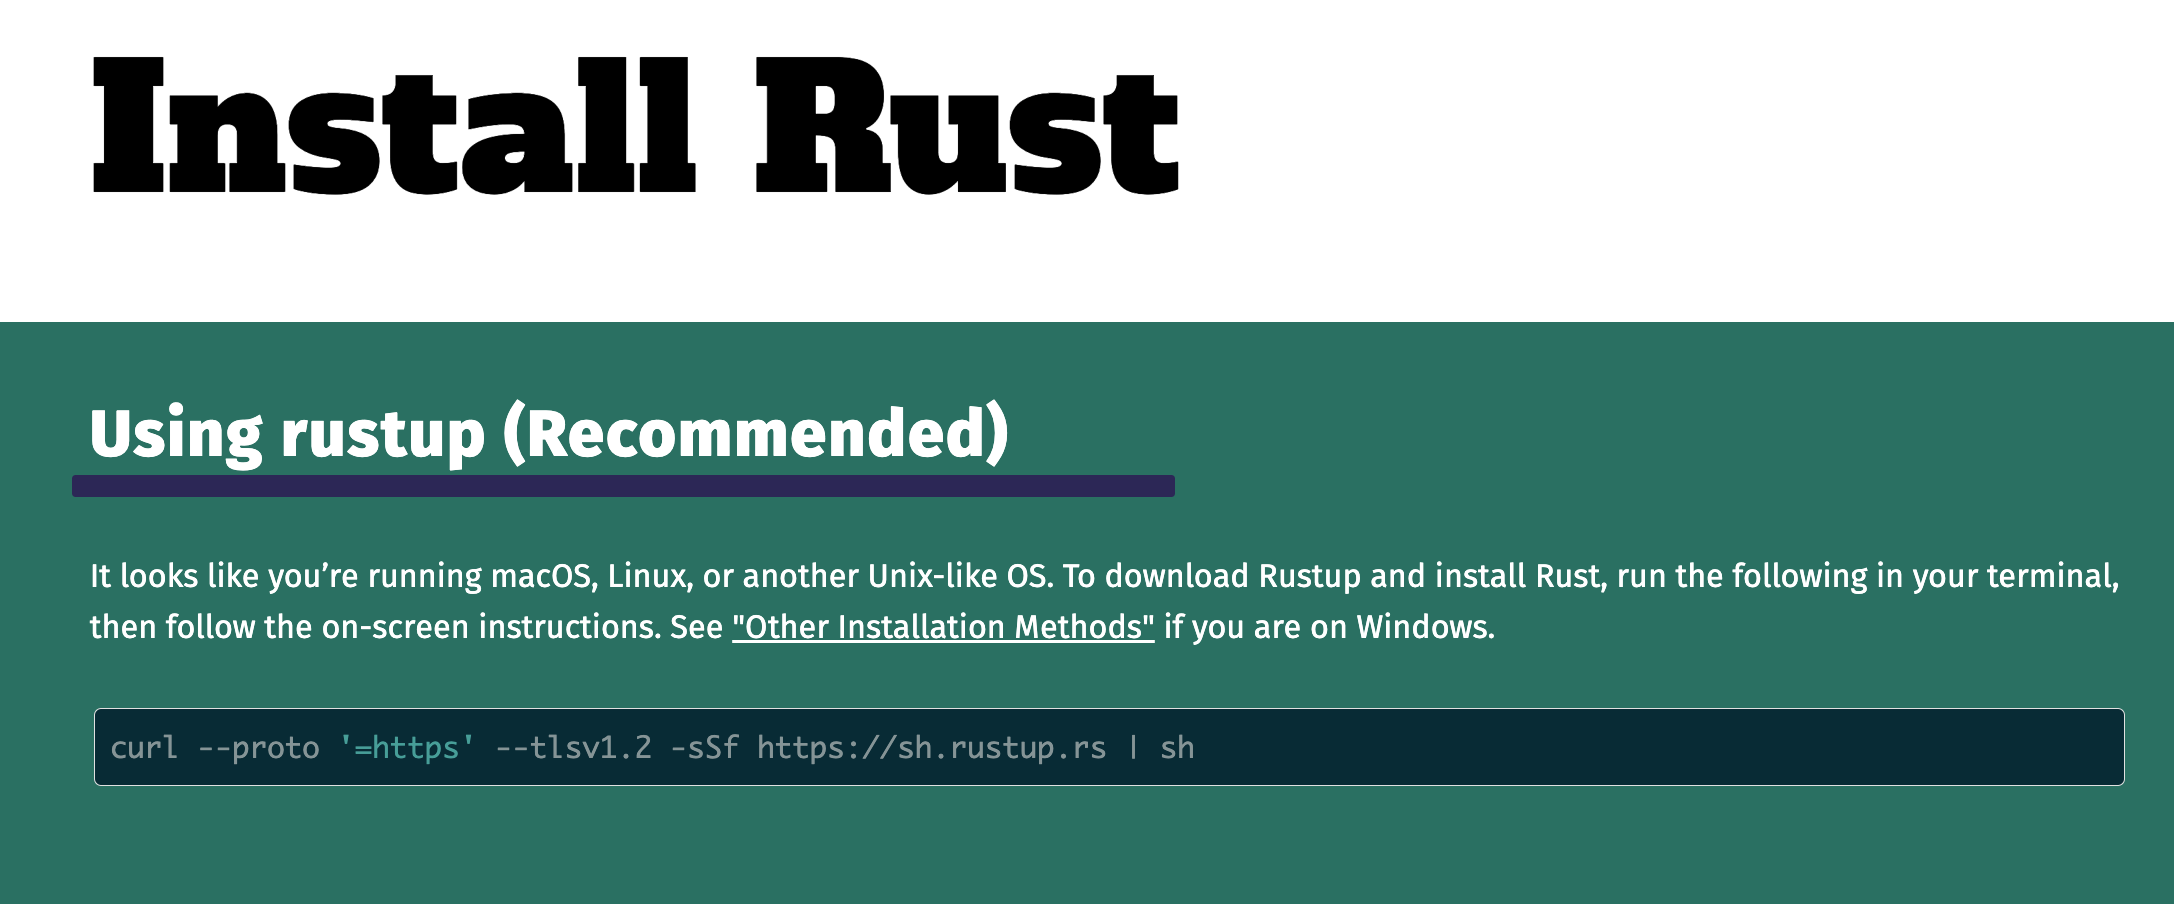 Install Rust
Using rustup (Recommended)
It looks like you’re running macOS, Linux, or another Unix-like OS. To download Rustup and install Rust, run the following in your terminal,
then follow the on-screen instructions. See "Other Installation Methods" if you are on Windows.
curl --proto '=https' --tlsv1.2 -sSf https://sh.rustup.rs | sh